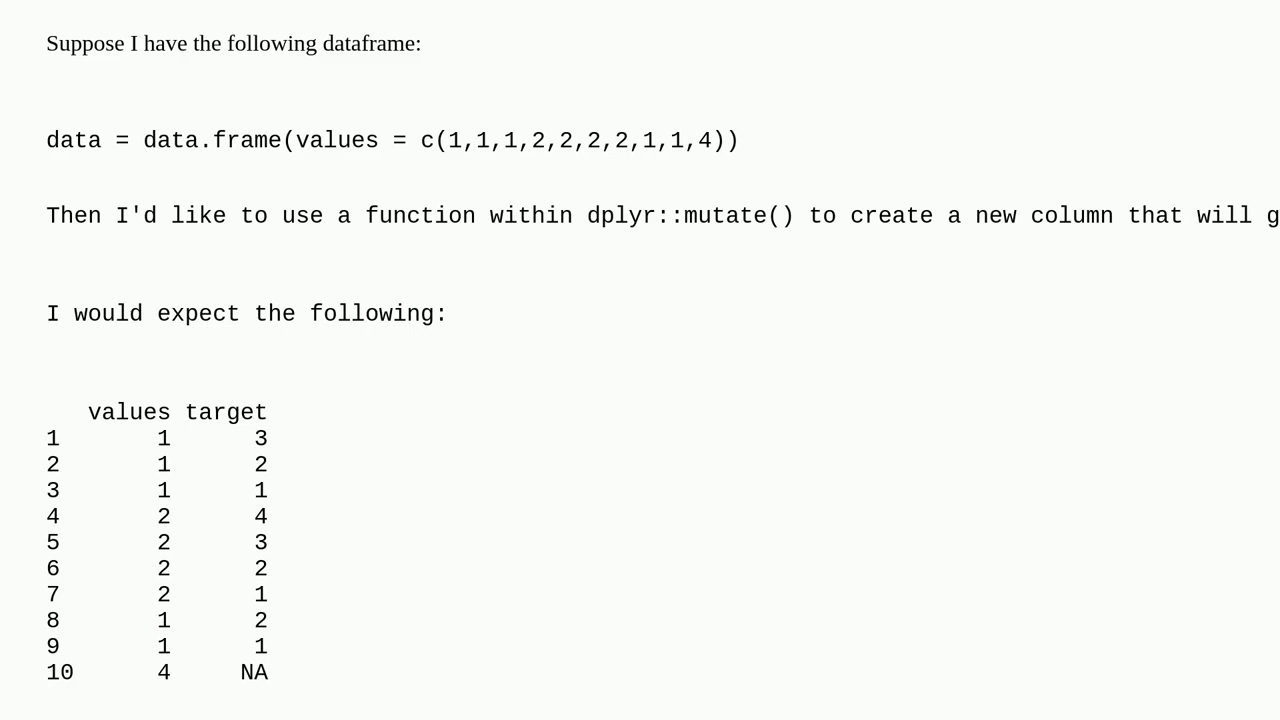 Suppose I have the following dataframe:
data = data.frame(values = c(1,1,1,2,2,2,2,1,1,4))
Then I'd like to use a function within dplyr::mutate() to create a new column that will
I would expect the following:
values target
1 1 3
2 1 2
3 1 1
4 2 4
5 2 3
6 2 2
7 2 1
8 1 2
9 1 1
10 4 NA